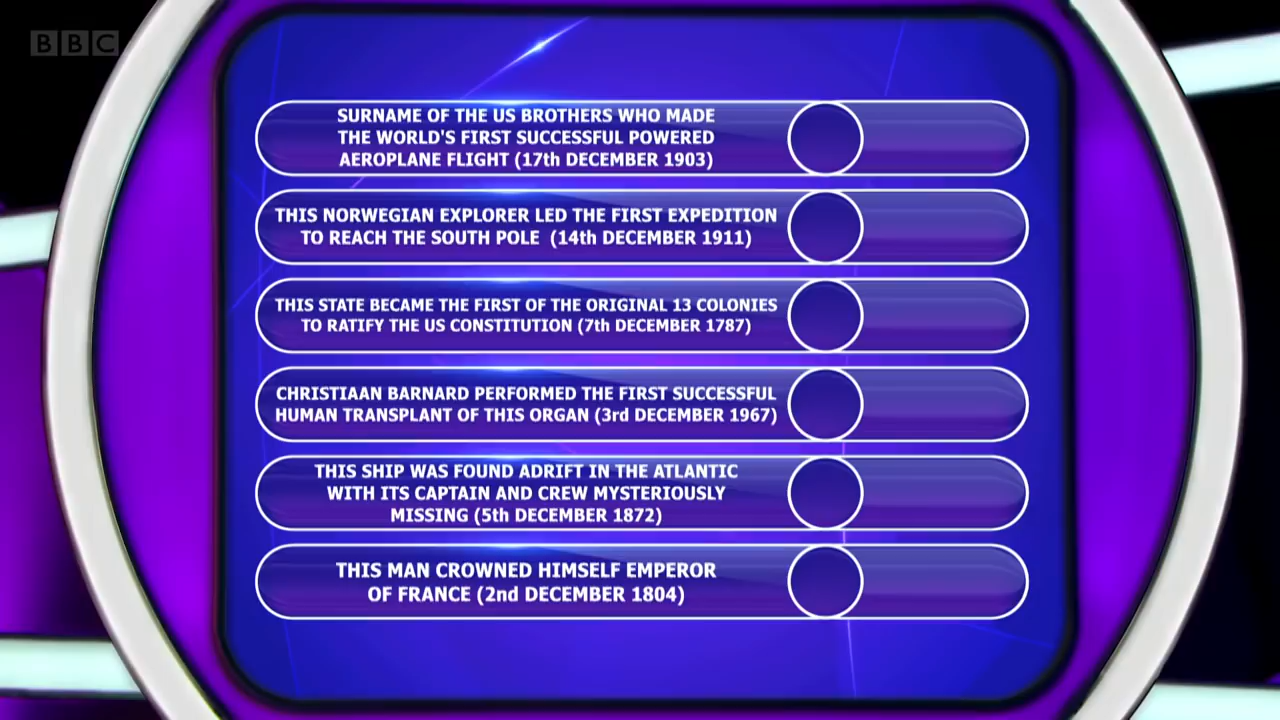 BBC
SURNAME OF THE US BROTHERS WHO MADE
THE WORLD'S FIRST SUCCESSFUL POWERED
AEROPLANE FLIGHT (17th DECEMBER 1903)
THIS NORWEGIAN EXPLORER LED THE FIRST EXPEDITION
TO REACH THE SOUTH POLE (14th DECEMBER 1911)
THIS STATE BECAME THE FIRST OF THE ORIGINAL 13 COLONIES
TO RATIFY THE US CONSTITUTION (7th DECEMBER 1787)
CHRISTIAAN BARNARD PERFORMED THE FIRST SUCCESSFUL
HUMAN TRANSPLANT OF THIS ORGAN (3rd DECEMBER 1967)
THIS SHIP WAS FOUND ADRIFT IN THE ATLANTIC
WITH ITS CAPTAIN AND CREW MYSTERIOUSLY
MISSING (5th DECEMBER 1872)
THIS MAN CROWNED HIMSELF EMPEROR
OF FRANCE (2nd DECEMBER 1804)